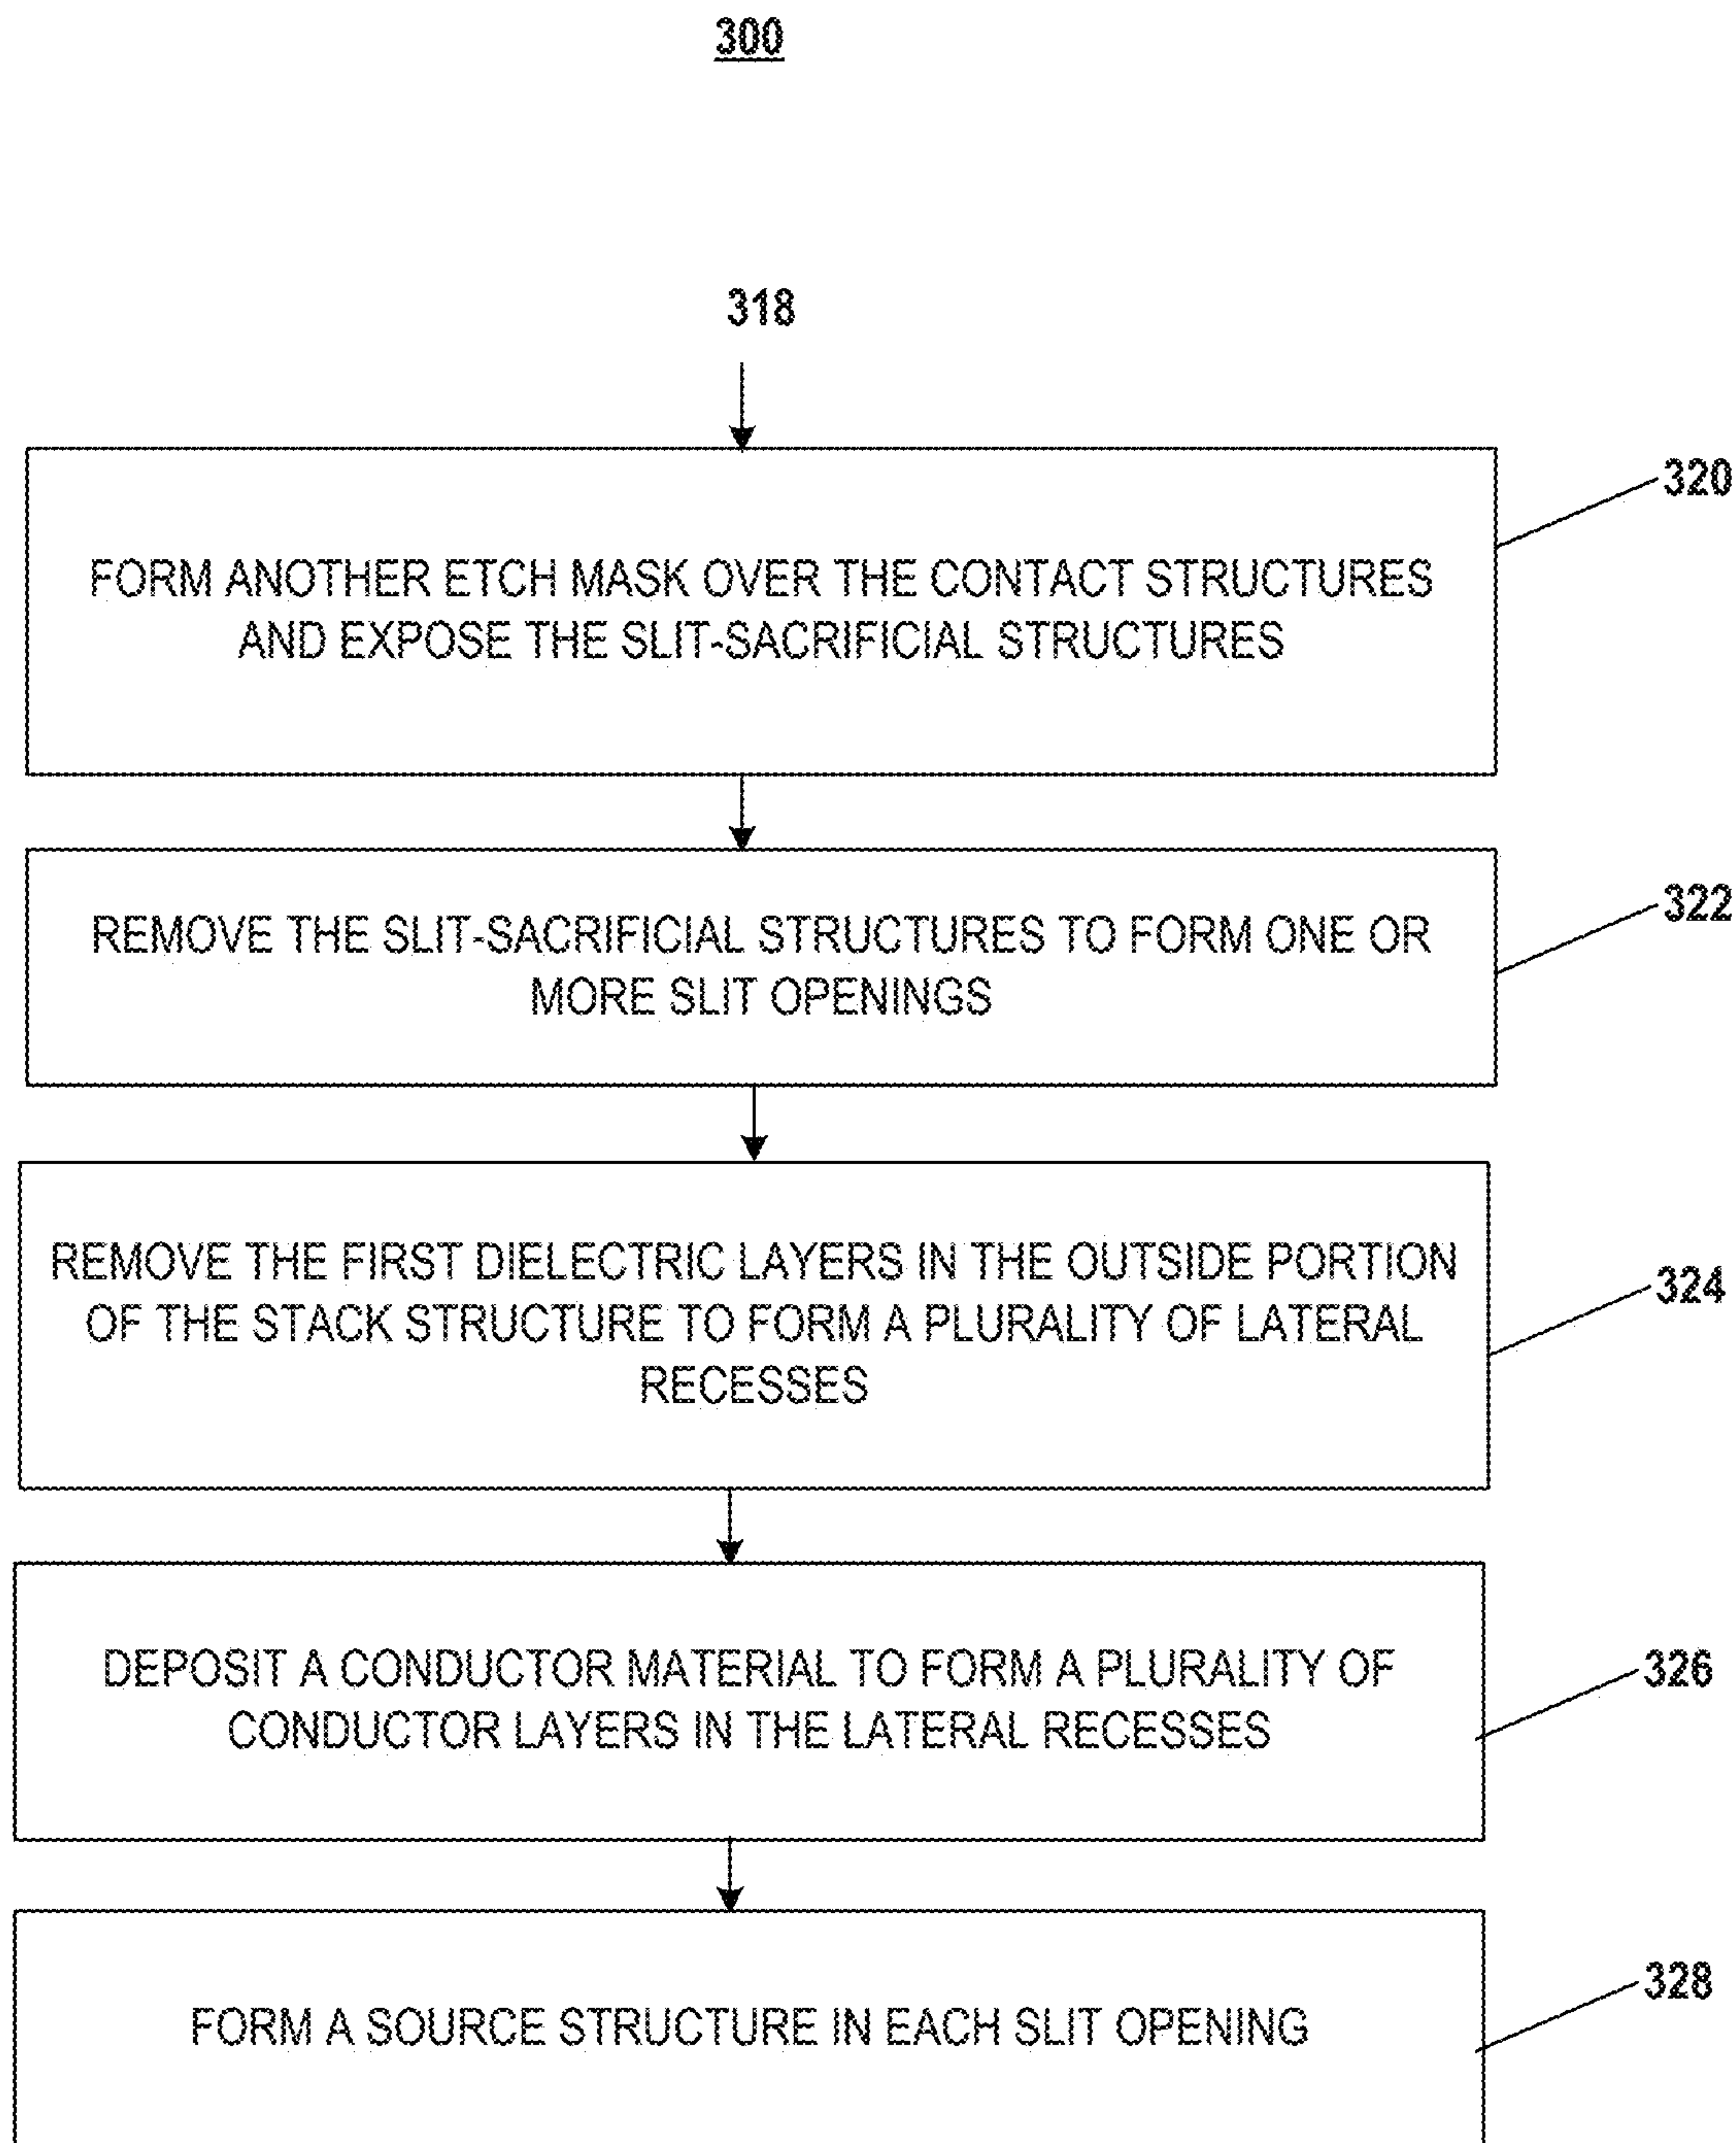 300
318
320
FORM ANOTHER ETCH MASK OVER THE CONTACT STRUCTURES
AND EXPOSE THE SLIT-SACRIFICIAL STRUCTURES
322
REMOVE THE SLIT-SACRIFICIAL STRUCTURES TO FORM ONE OR
MORE SLIT OPENINGS
REMOVE THE FIRST DIELECTRIC LAYERS IN THE OUTSIDE PORTION
324
OF THE STACK STRUCTURE TO FORM A PLURALITY OF LATERAL
RECESSES
DEPOSIT A CONDUCTOR MATERIAL TO FORM A PLURALITY OF
326
CONDUCTOR LAYERS IN THE LATERAL RECESSES
328
FORM A SOURCE STRUCTURE IN EACH SLIT OPENING